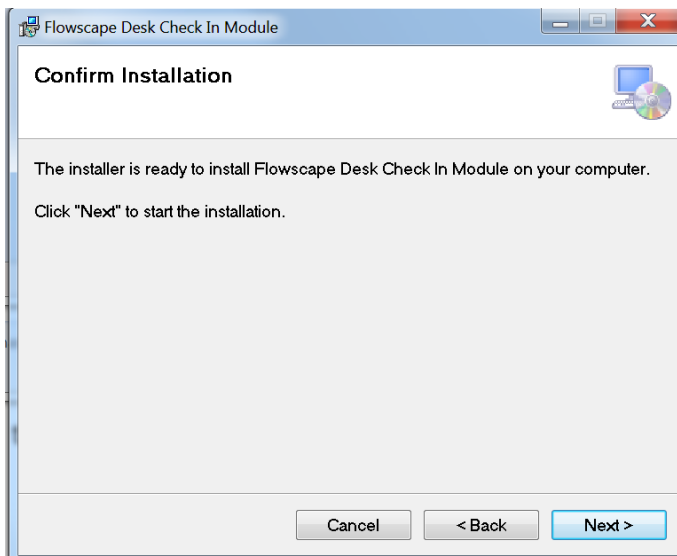 Flowscape Desk Check In Module
Confirm Installation
The installer is ready to install Flowscape Desk Check In Module on your computer.
Click "Next" to start the installation.
Cancel
< Back
Next >